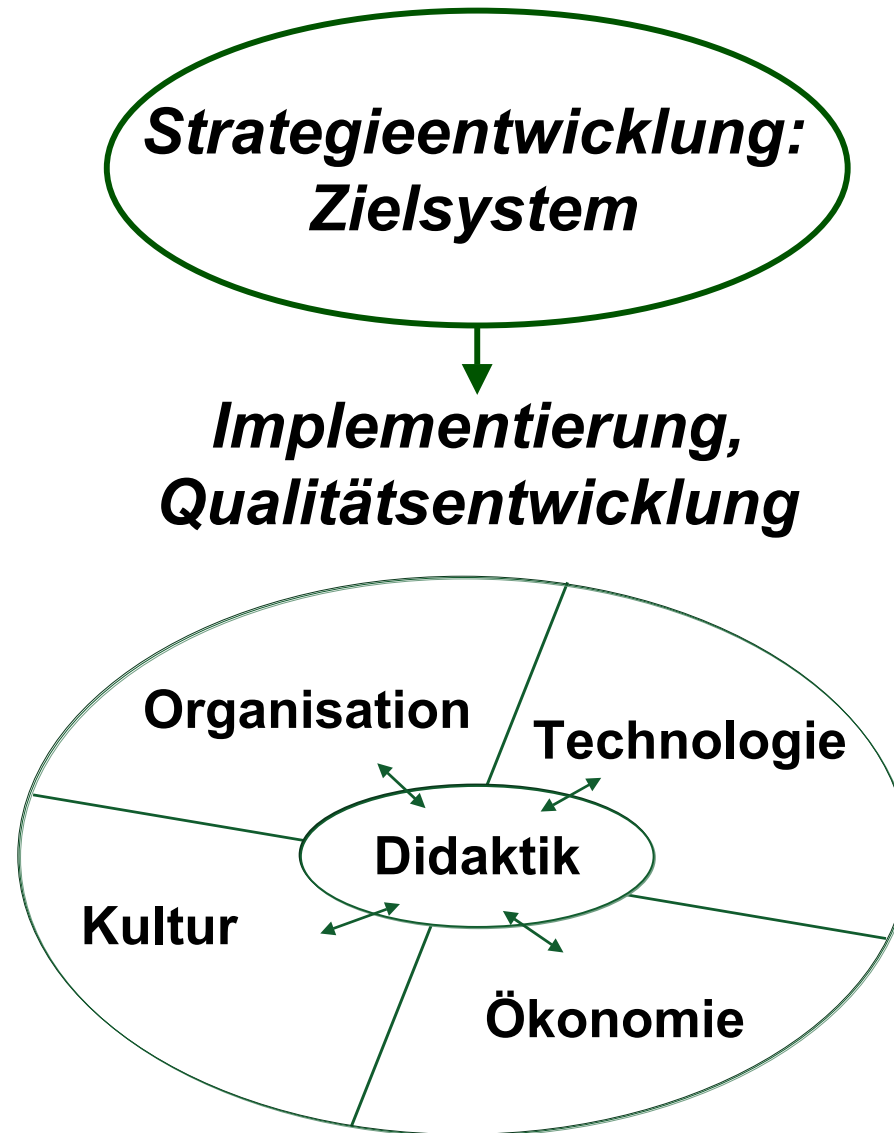 Strategieentwicklung:
Zielsystem
Implementierung,
Qualitätsentwicklung
Organisation
Technologie
Didaktik
Kultur
Ökonomie